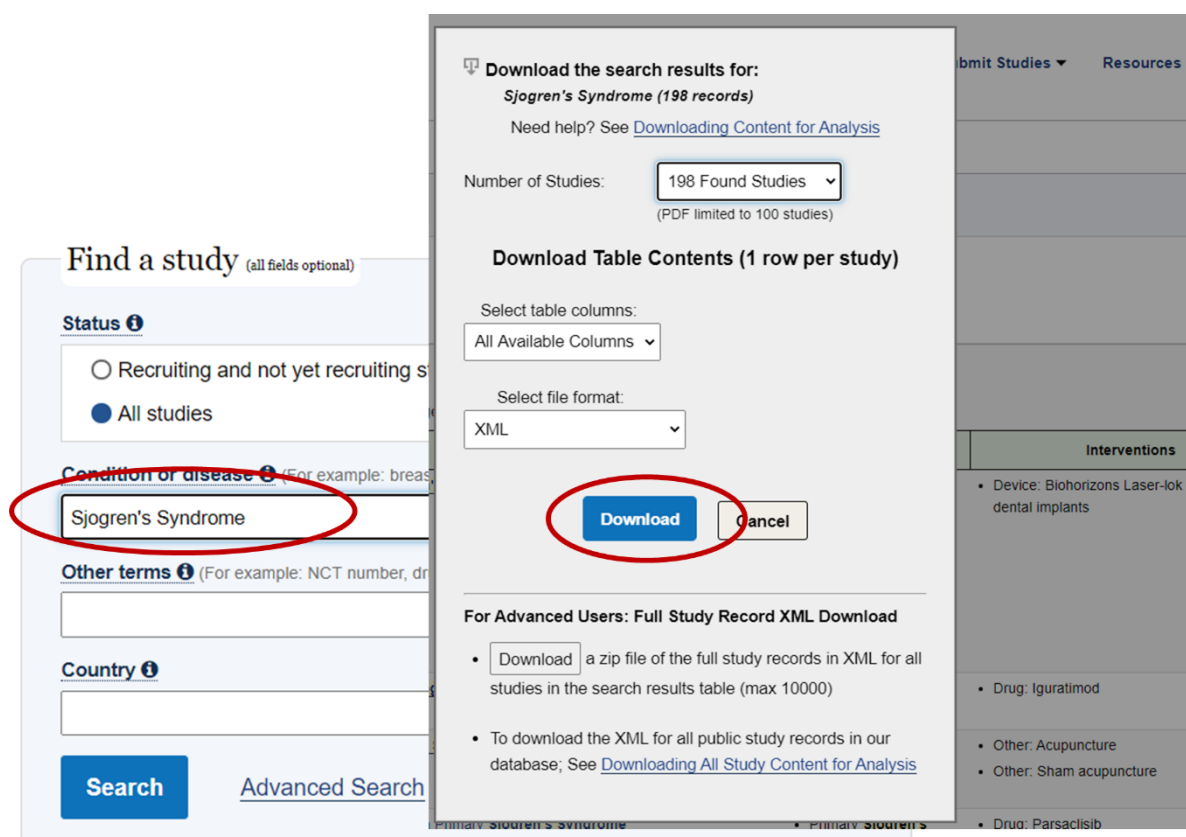 Find a study (all fields optional)
Status
Recruiting and not yet recruiting
All studies
Condition or disease (For example:
Sjogren's Syndrome
Other terms (For example: NCT number,
Country
Search
Advanced Search
Download the search results for:
Sjogren's Syndrome (198 records)
Need help? See Downloading Content for Analysis
Number of Studies:
198 Found Studies
(PDF limited to 100 studies)
Download Table Contents (1 row per study)
Select table columns:
All Available Columns
Select file format:
XML
Download
Cancel
For Advanced Users: Full Study Record XML Download
• Download a zip file of the full study records in XML for all
studies in the search results table (max 10000)
• To download the XML for all public study records in our
database; See Downloading All Study Content for Analysis
Studies
Resources
Interventions
• Device: Biohorizons Laser-lok
dental implants
• Drug: Iguratimod
• Other: Acupuncture
• Other: Sham acupuncture
Primary Sjogren's Syndrome
• Primary Sjogren's
• Drug: Parsaclisib